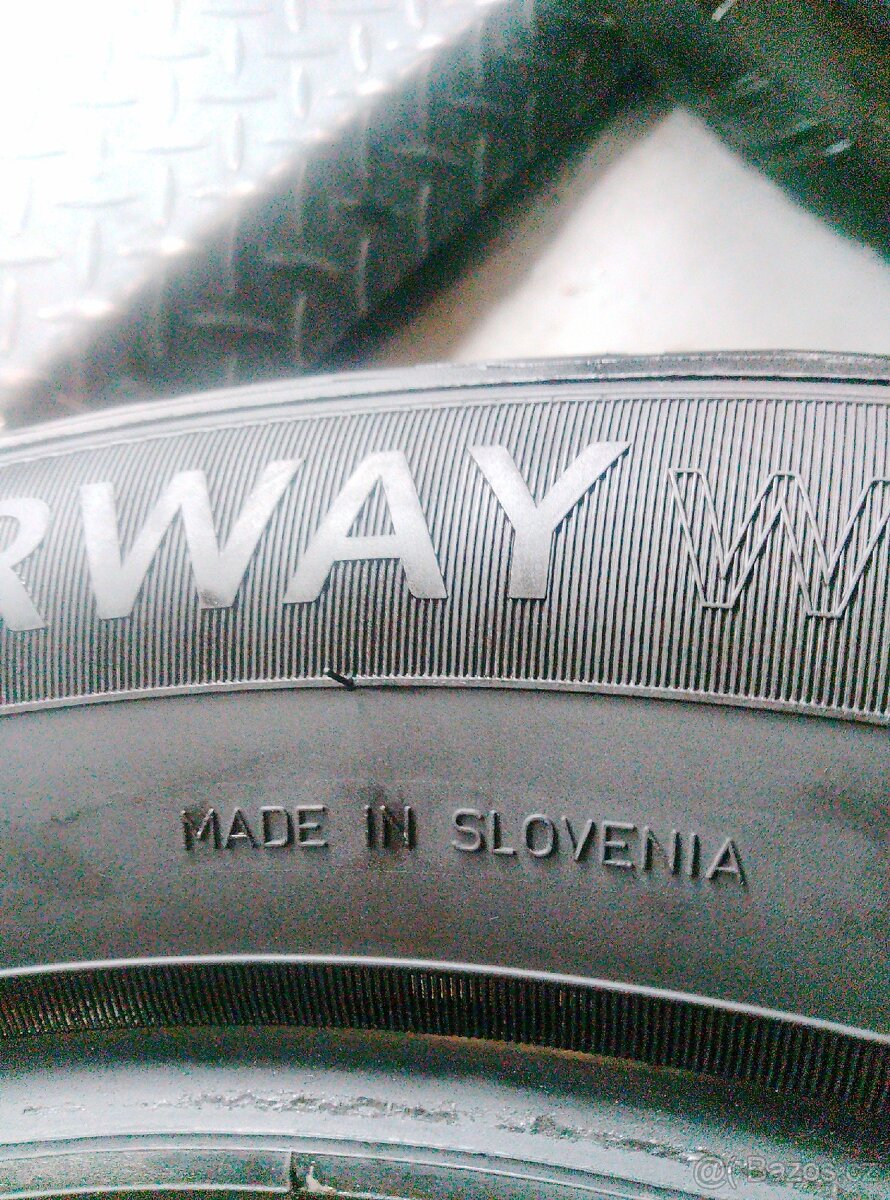 RWAY W
MADE IN SLOVENIA
@( Bazos.cz